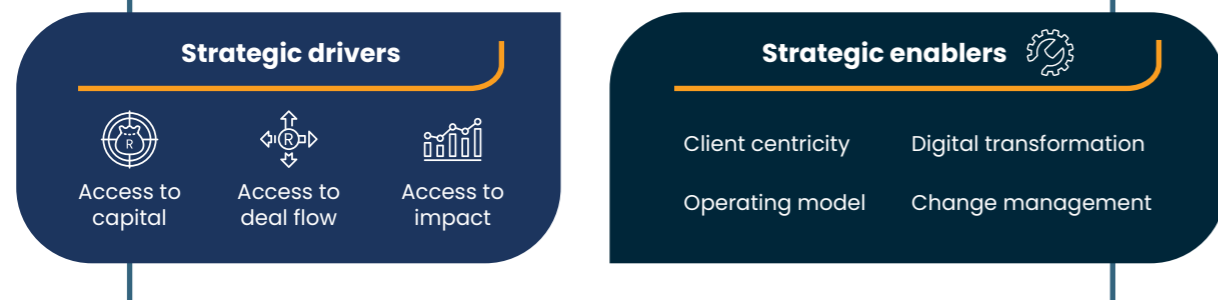 Strategic drivers
R
R
Access to
capital
Access to
deal flow
Access to
impact
Strategic enablers
Client centricity
Digital transformation
Operating model
Change management